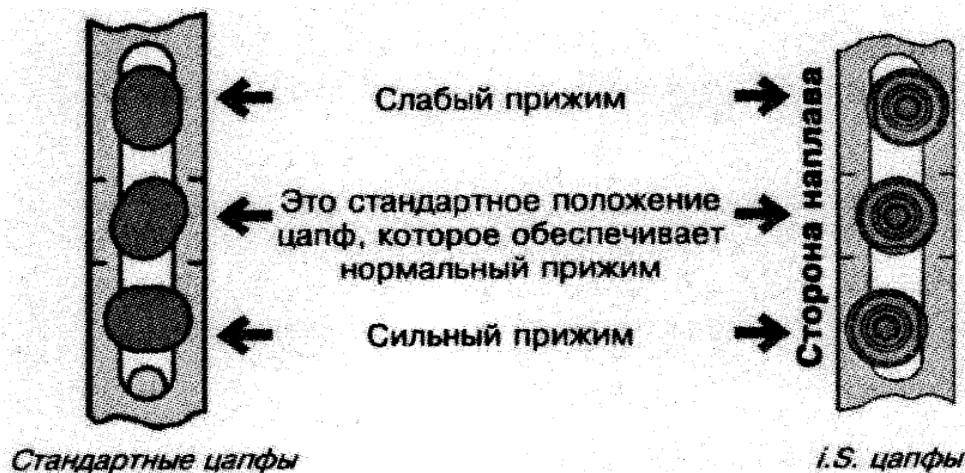 Слабый прижим
Это стандартное положение
цапф, которое обеспечивает
нормальный прижим
Сильный прижим
Сторона наплава
Стандартные цапфы
i.S. цапфы